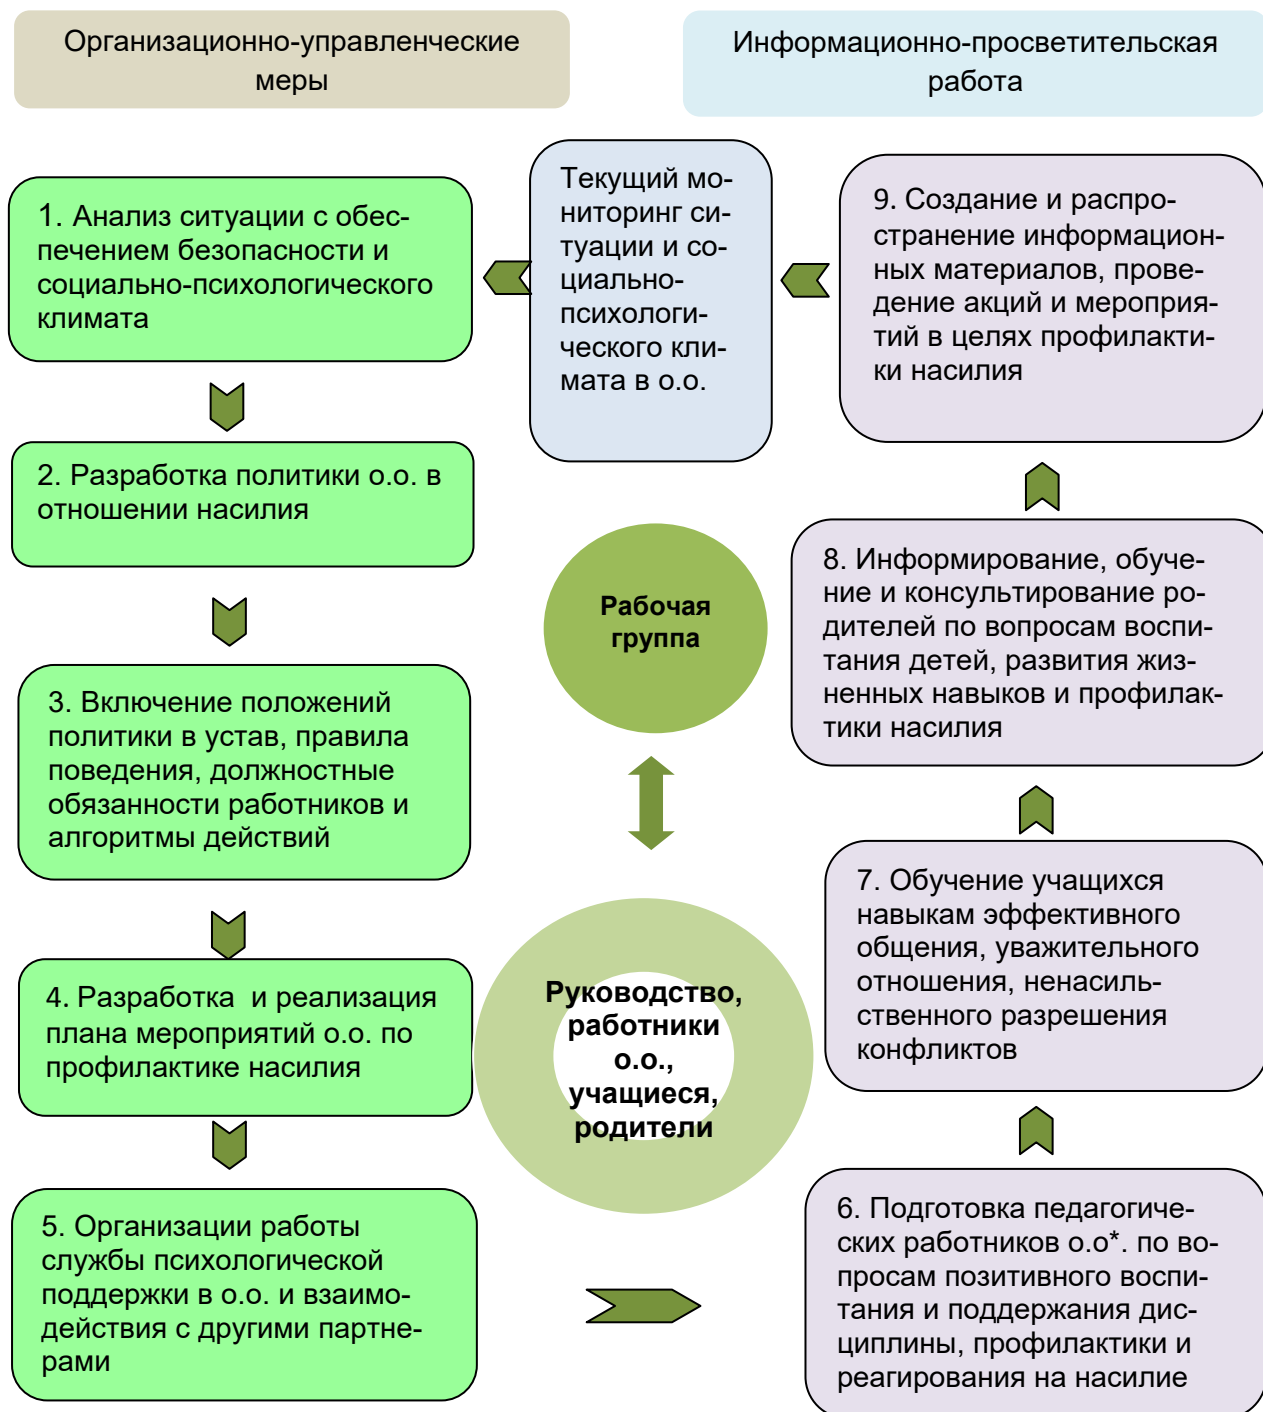 Организационно-управленческие
меры
Информационно-просветительская
работа
1. Анализ ситуации с обес-
печением безопасности и
социально-психологического
климата
Текущий мо-
ниторинг си-
туации и со-
циально-
психологи-
ческого кли-
мата в о.о.
9. Создание и распро-
странение информацион-
ных материалов, прове-
дение акций и мероприя-
тий в целях профилакти-
ки насилия
2. Разработка политики о.о. в
отношении насилия
Рабочая
группа
8. Информирование, обуче-
ние и консультирование ро-
дителей по вопросам воспи-
тания детей, развития жиз-
ненных навыков и профилак-
тики насилия
3. Включение положений
политики в устав, правила
поведения, должностные
обязанности работников и
алгоритмы действий
7. Обучение учащихся
навыкам эффективного
общения, уважительного
отношения, ненасиль-
ственного разрешения
конфликтов
4. Разработка  и реализация
плана мероприятий о.о. по
профилактике насилия
Руководство,
работники
о.о.,
учащиеся,
родители
5. Организации работы
службы психологической
поддержки в о.о. и взаимо-
действия с другими партне-
рами
6. Подготовка педагогиче-
ских работников о.о*. по во-
просам позитивного воспи-
тания и поддержания дис-
циплины, профилактики и
реагирования на насилие